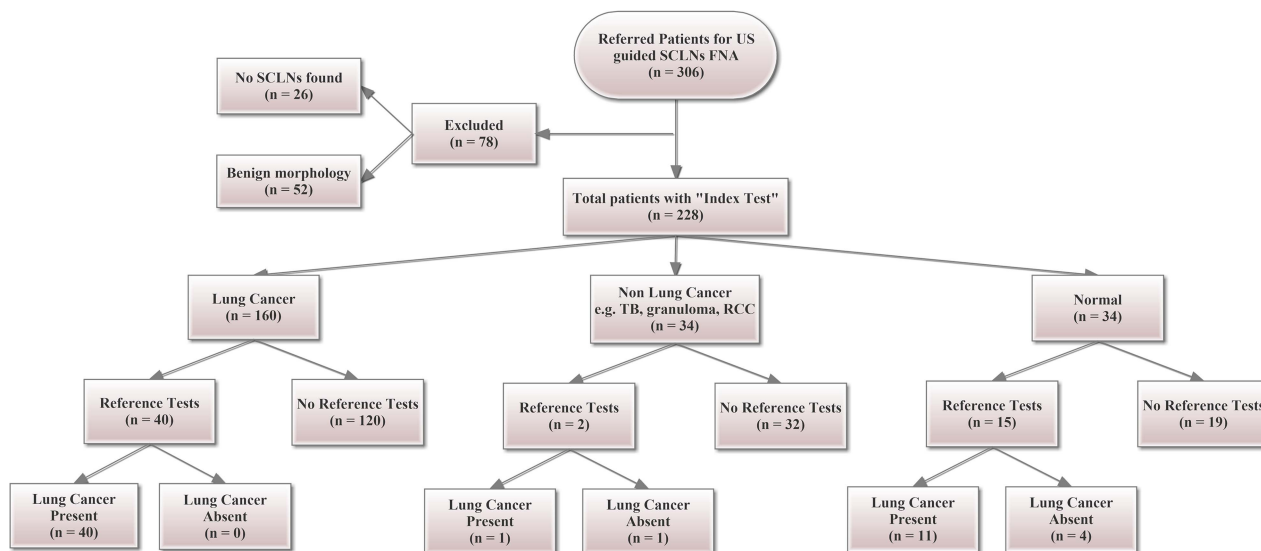 Referred Patients for US
guided SCLNs FNA
(n = 306)
No SCLNs found
(n = 26)
Excluded
(n = 78)
Benign morphology
(n = 52)
Total patients with "Index Test"
(n = 228)
Lung Cancer
(n = 160)
Non Lung Cancer
e.g. TB, granuloma, RCC
(n = 34)
Normal
(n = 34)
Reference Tests
(n = 40)
No Reference Tests
(n = 120)
Reference Tests
(n = 2)
No Reference Tests
(n = 32)
Reference Tests
(n = 15)
No Reference Tests
(n = 19)
Lung Cancer
Present
(n = 40)
Lung Cancer
Absent
(n = 0)
Lung Cancer
Present
(n = 1)
Lung Cancer
Absent
(n = 1)
Lung Cancer
Present
(n = 11)
Lung Cancer
Absent
(n = 4)